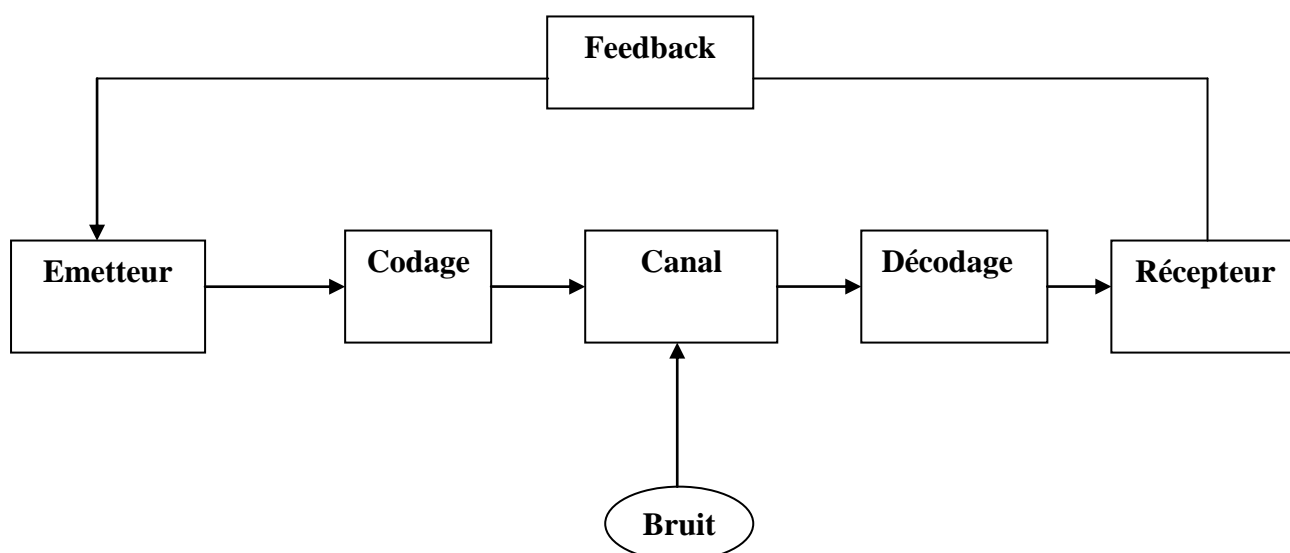 Feedback
Emetteur
Codage
Canal
Décodage
Récepteur
Bruit